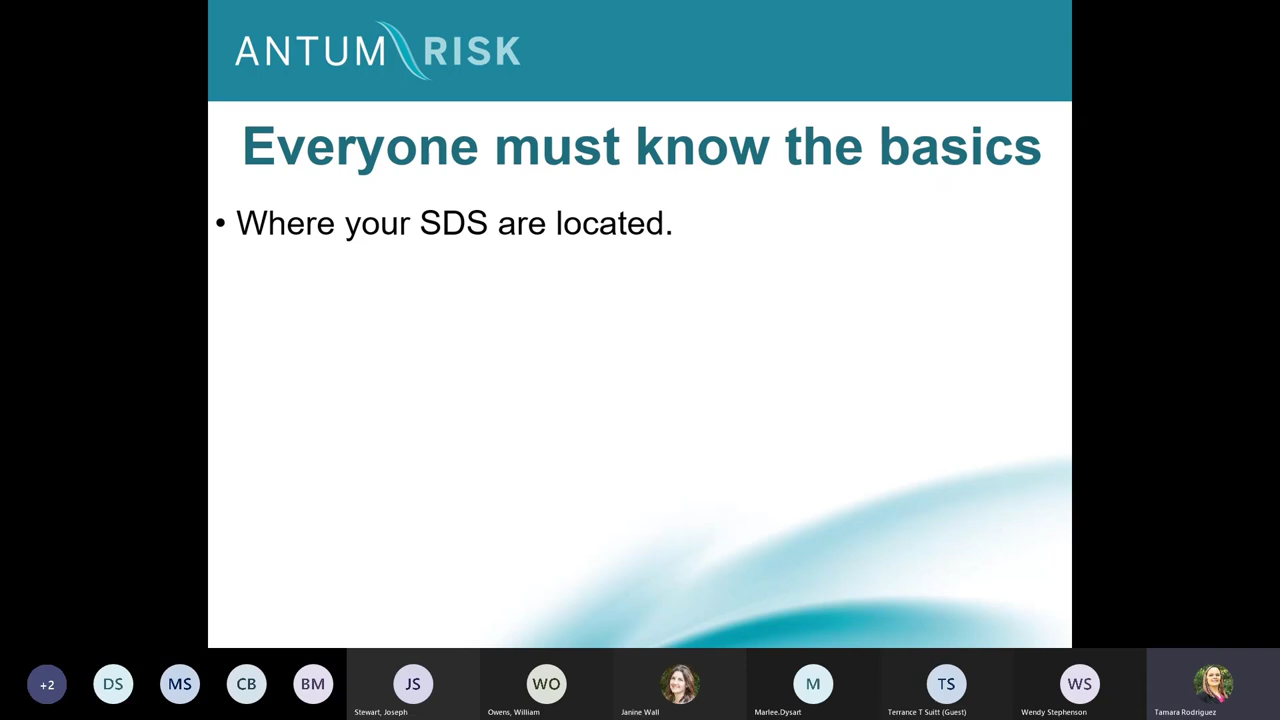 ANTUM RISK
Everyone must know the basics
• Where your SDS are located.
+2
DS
MS
CB
BM
JS
WO
M
TS
WS
Stewart, Joseph
Owens, William
Janine Wall
Marlee.Dysart
Terrance T Suitt (Guest)
Wendy Stephenson
Tamara Rodriguez